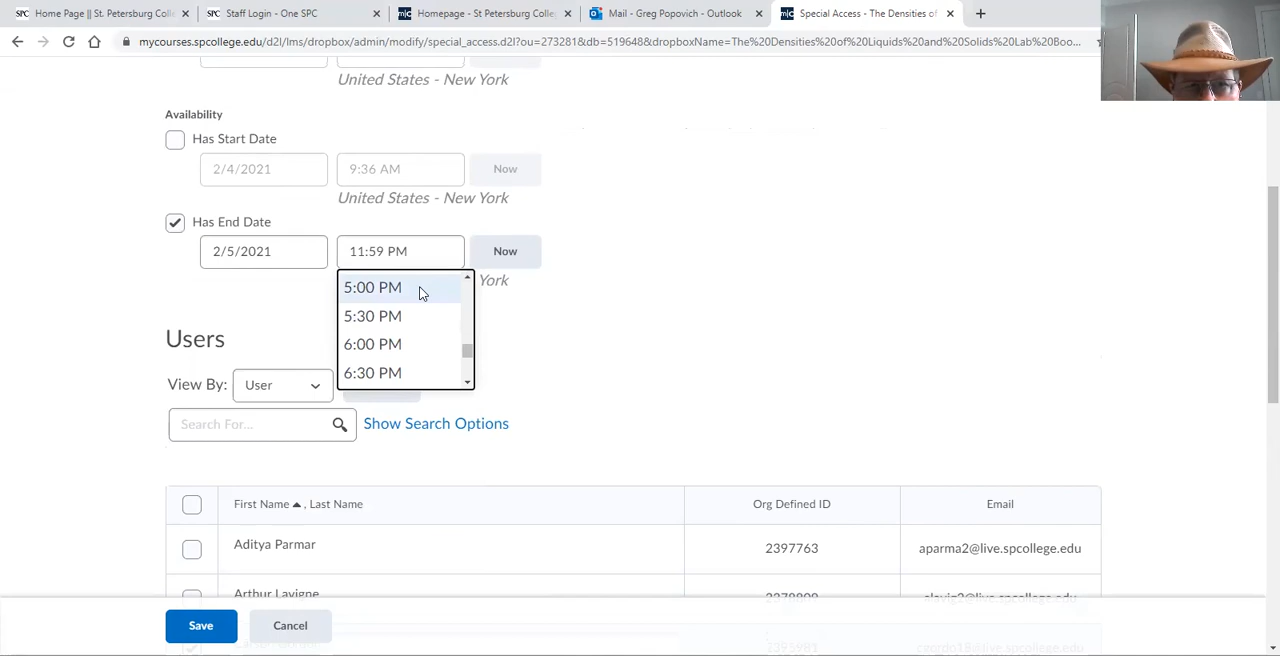 Home Page || St. Petersburg Colle
Staff Login - One SPC
Homepage - St Petersburg Colle
Mail - Greg Popovich - Outlook
Special Access - The Densities of
mycourses.spcollege.edu/d2l/lms/dropbox/admin/modify/special_access.d2l?ou=273281&db=519648&dropboxName=The%20Densities%20of%20Liquids%20and%20Solids%20Lab%20Boo...
United States - New York
Availability
Has Start Date
2/4/2021 9:36 AM Now
United States - New York
Has End Date
2/5/2021 11:59 PM Now
York
5:00 PM
5:30 PM
6:00 PM
6:30 PM
Users
View By: User
Search For... Show Search Options
First Name , Last Name Org Defined ID Email
Aditya Parmar 2397763 aparma2@live.spcollege.edu
Arthur Lavigne
Save Cancel